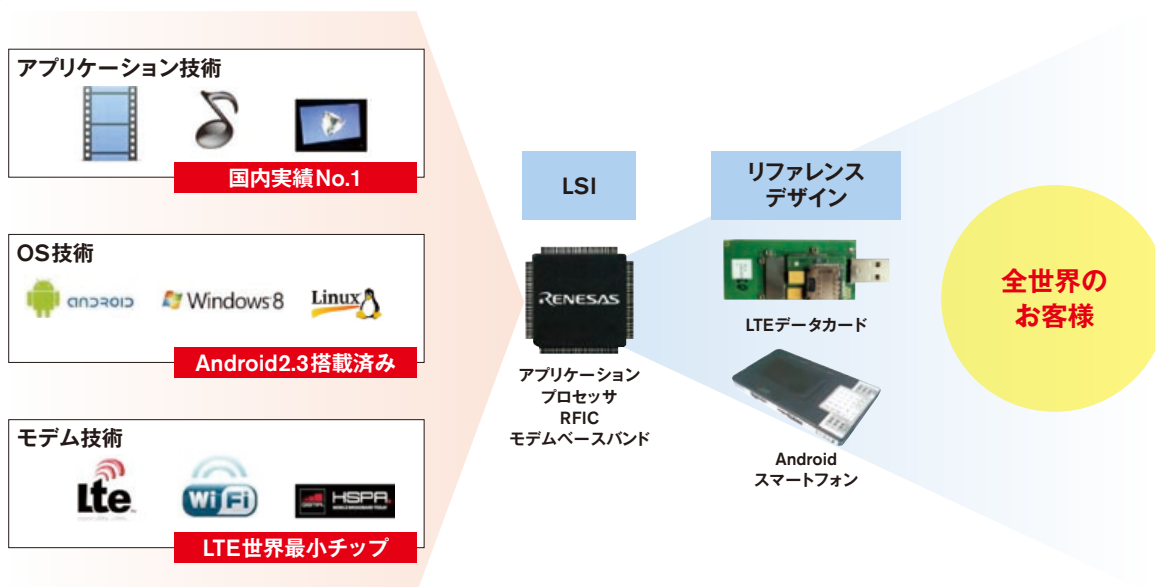 アプリケーション技術
国内実績No.1
OS技術
ANDROID
Windows 8
Linux
Android2.3搭載済み
モデム技術
Lte
Wi Fi
HSPA
LTE世界最小チップ
LSI
RENESAS
アプリケーション
プロセッサ
RFIC
モデムベースバンド
リファレンス
デザイン
LTEデータカード
Android
スマートフォン
全世界の
お客様